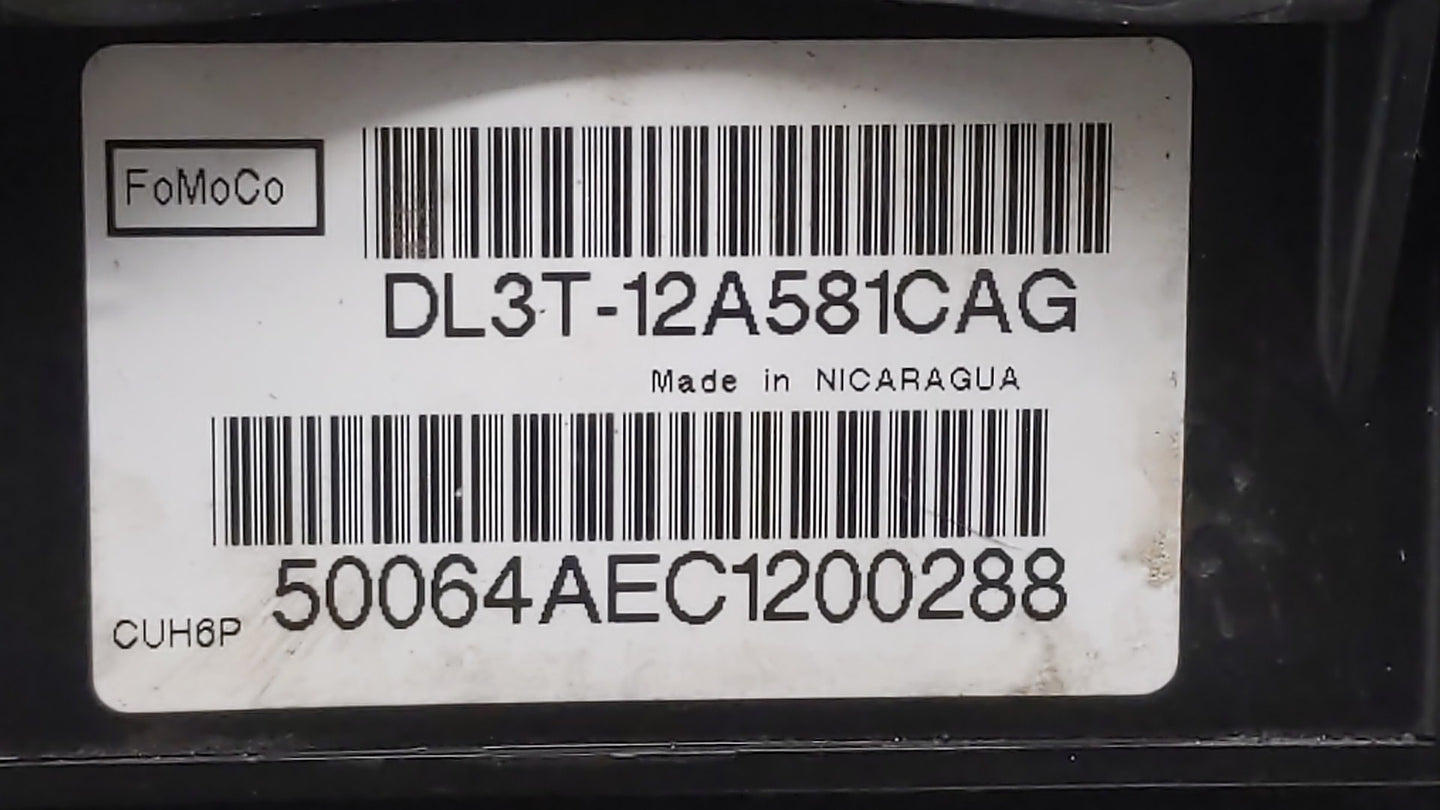 FoMoCo
DL3T-12A581CAG
Made in NICARAGUA
50064AEC1200288
CUH6P